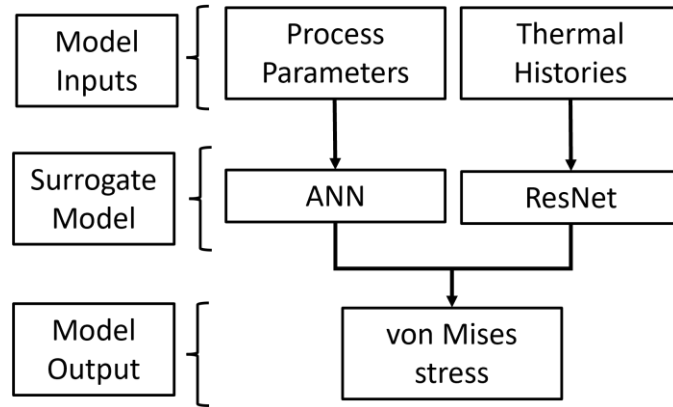 Model
Inputs
Process
Parameters
Thermal
Histories
Surrogate
Model
ANN
ResNet
Model
Output
von Mises
stress